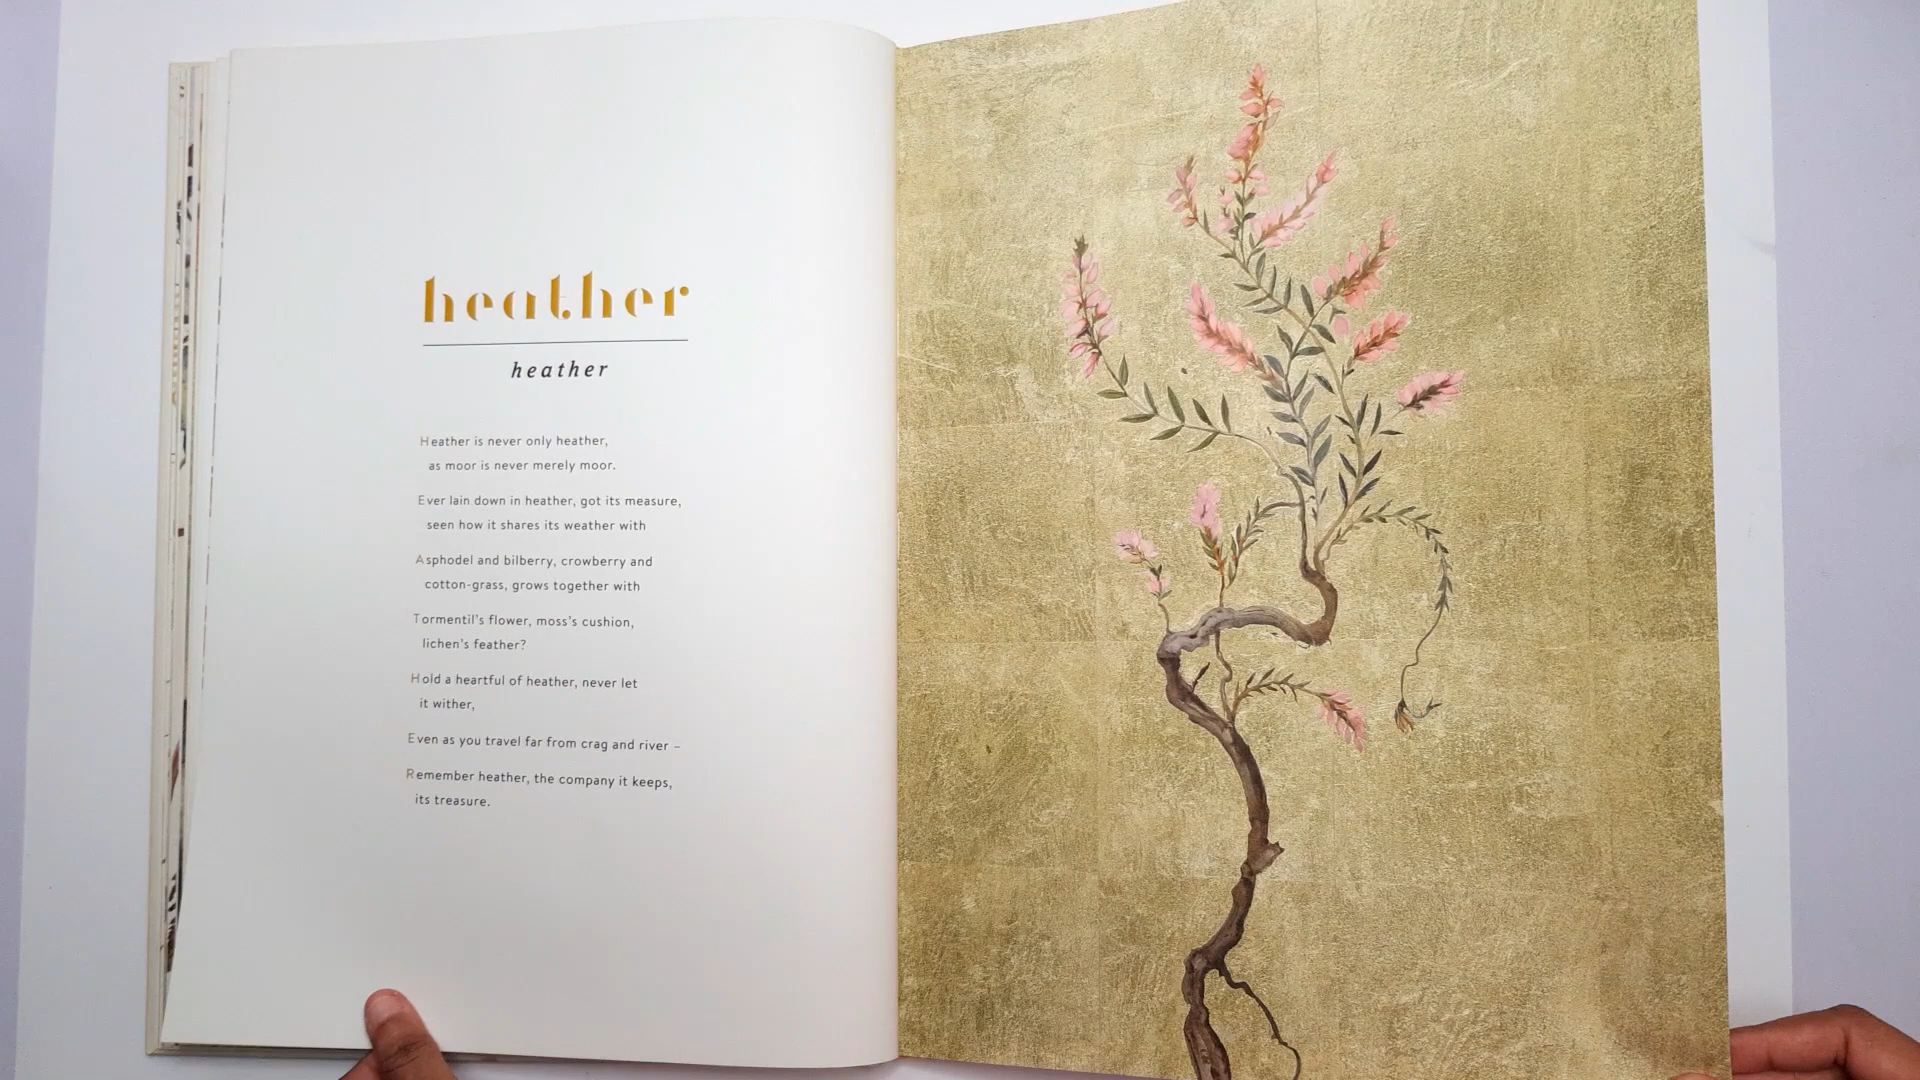 heather
heather
Heather is never only heather,
as moor is never merely moor.
Ever lain down in heather, got its measure,
seen how it shares its weather with
Asphodel and bilberry, crowberry and
cotton-grass, grows together with
Tormentil's flower, moss's cushion,
lichen's feather?
Hold a heartful of heather, never let
it wither,
Even as you travel far from crag and river –
Remember heather, the company it keeps,
its treasure.